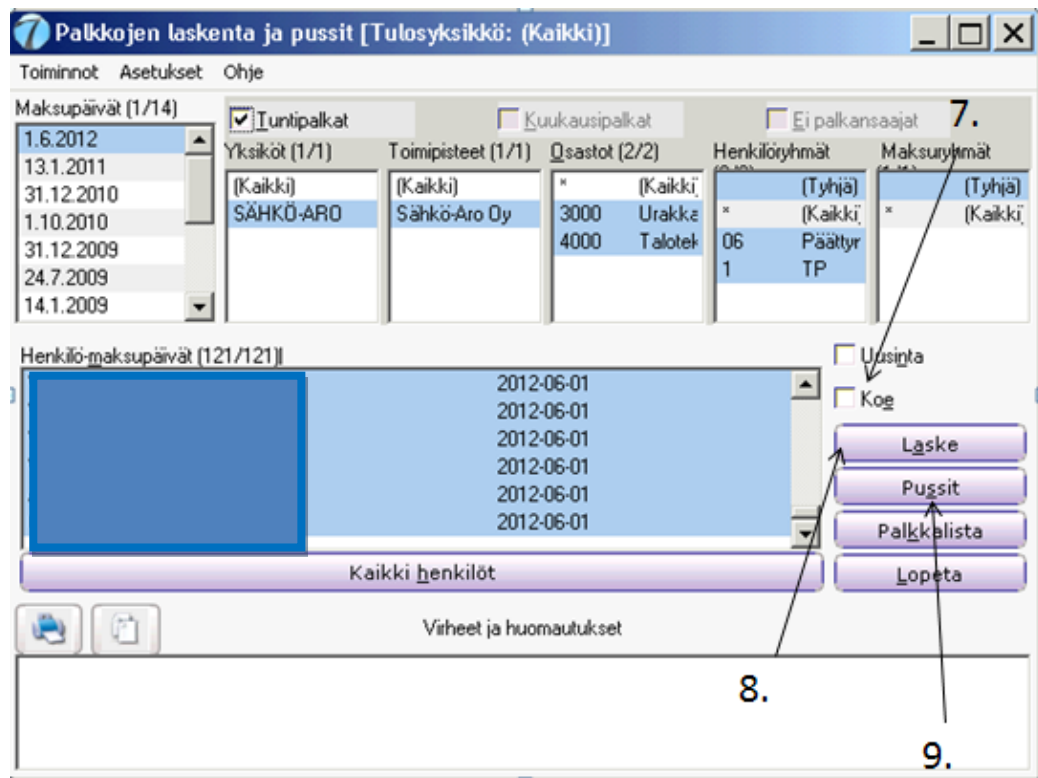 Palkkojen laskenta ja pussit [Tulosyksikkö: (Kaikki)]
Toiminnot Asetukset Ohje
Maksupäivät (1/14)
1.6.2012
13.1.2011
31.12.2010
1.10.2010
31.12.2009
24.7.2009
14.1.2009
Tuntipalkat
Kuukausipalkat
Ei palkansaajat
7.
Yksiköt (1/1)
(Kaikki)
SÄHKÖ-ARO
Toimipisteet (1/1)
(Kaikki)
Sähkö-Aro Oy
Osastot (2/2)
* (Kaikki)
3000 Urakka
4000 Talotek
Henkilöryhmät
(Tyhjä)
* (Kaikki)
06 Päättyr
1 TP
Maksuryhmät
(Tyhjä)
* (Kaikki)
Henkilö-maksupäivät (121/121)
2012-06-01
2012-06-01
2012-06-01
2012-06-01
2012-06-01
2012-06-01
Uusinta
Koe
Laske
Pussit
Palkkalista
Lopeta
Kaikki henkilöt
Virheet ja huomautukset
8.
9.